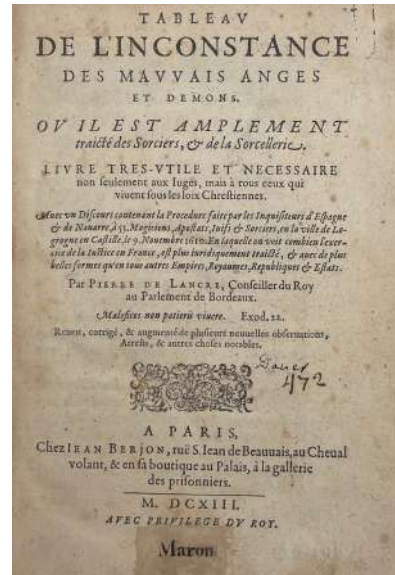 TABLEAV
DE L'INCONSTANCE
DES MAVVAIS ANGES
ET DEMONS.
OV IL EST AMPLEMENT
traicté des Sorciers, & de la Sorcellerie.
LIVRE TRES-VTILE ET NECESSAIRE
non seulement aux Iuges, mais à tous ceux qui
viuent sous les loix Chrestiennes.
Auec vn Discours contenant la Procedure faicte par les Inquisiteurs d'Espagne
& de Nauarre, à 53. Magiciens, Apostats, Iuifs & Sorciers, en la ville de Lo-
grogne en Castille, le 9. Nouembre 1610. En laquelle on voit combien l'exer-
cice de la Iustice en France, est plus iuridiquement traicté, & auec de plus
belles formes qu'en tous autres Empires, Royaumes, Republiques & Estats.
Par PIERRE DE LANCRE, Conseiller du Roy
au Parlement de Bordeaux.
Maleficos non patieris viuere. Exod. 22.
Reueu, corrigé, & augmenté de plusieurs nouuelles obseruations,
Arrests, & autres choses notables.
472
A PARIS,
Chez IEAN BERJON, ruë S. Iean de Beauuais, au Cheual
volant, & en sa boutique au Palais, à la gallerie
des prisonniers.
M. DCXIII.
AVEC PRIVILEGE DV ROY.
Maron